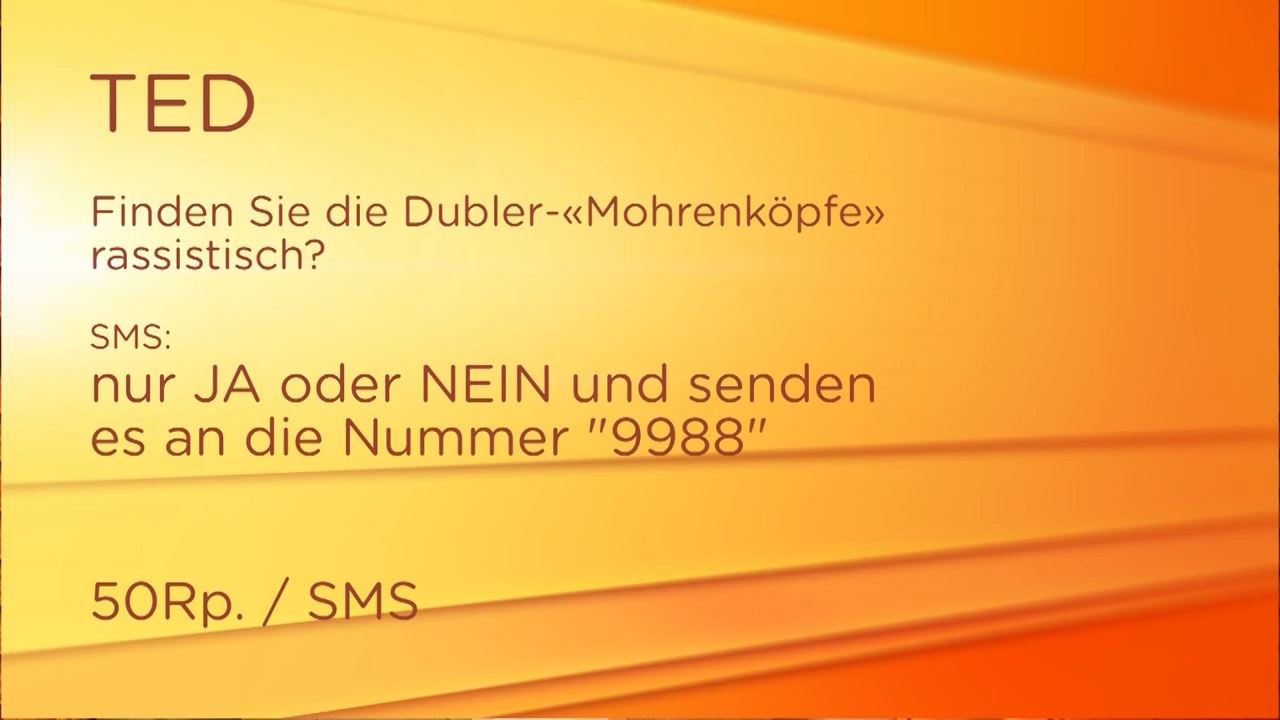 TED
Finden Sie die Dubler-«Mohrenköpfe»
rassistisch?
SMS:
nur JA oder NEIN und senden
es an die Nummer "9988"
50Rp. / SMS